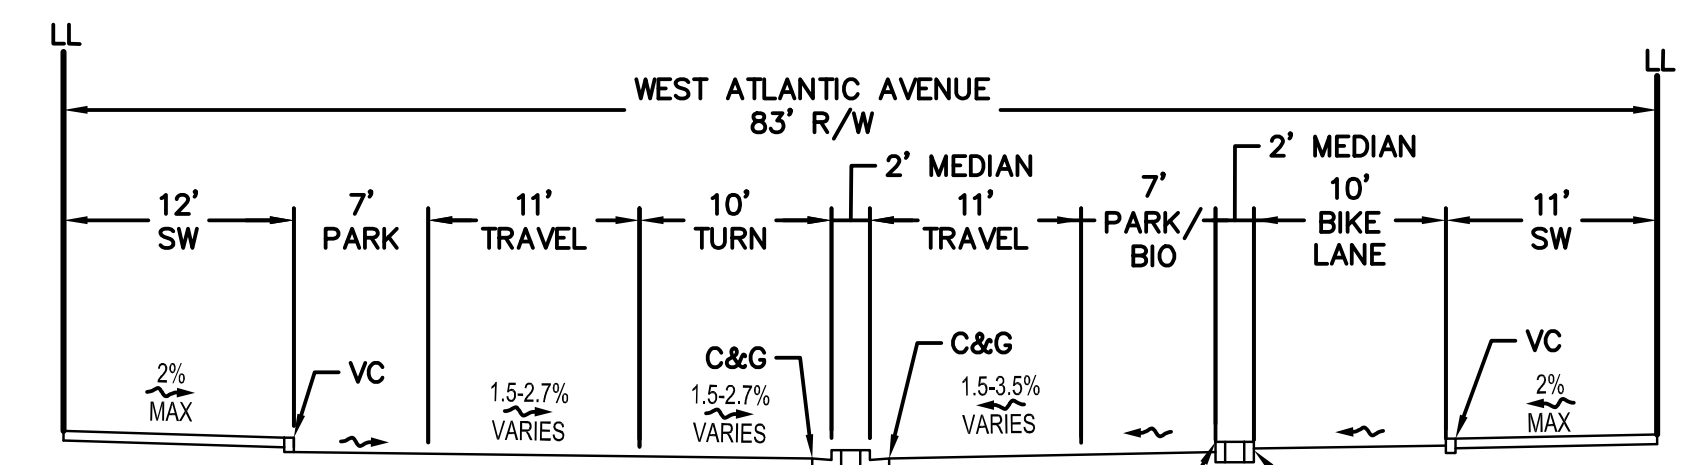 LL
LL
WEST ATLANTIC AVENUE
83' R/W
2' MEDIAN
2' MEDIAN
12'
SW
7'
PARK
11'
TRAVEL
10'
TURN
11'
TRAVEL
7'
PARK/
BIO
10'
BIKE
LANE
11'
SW
2%
MAX
VC
1.5-2.7%
VARIES
C&G
1.5-2.7%
VARIES
C&G
1.5-3.5%
VARIES
VC
2%
MAX